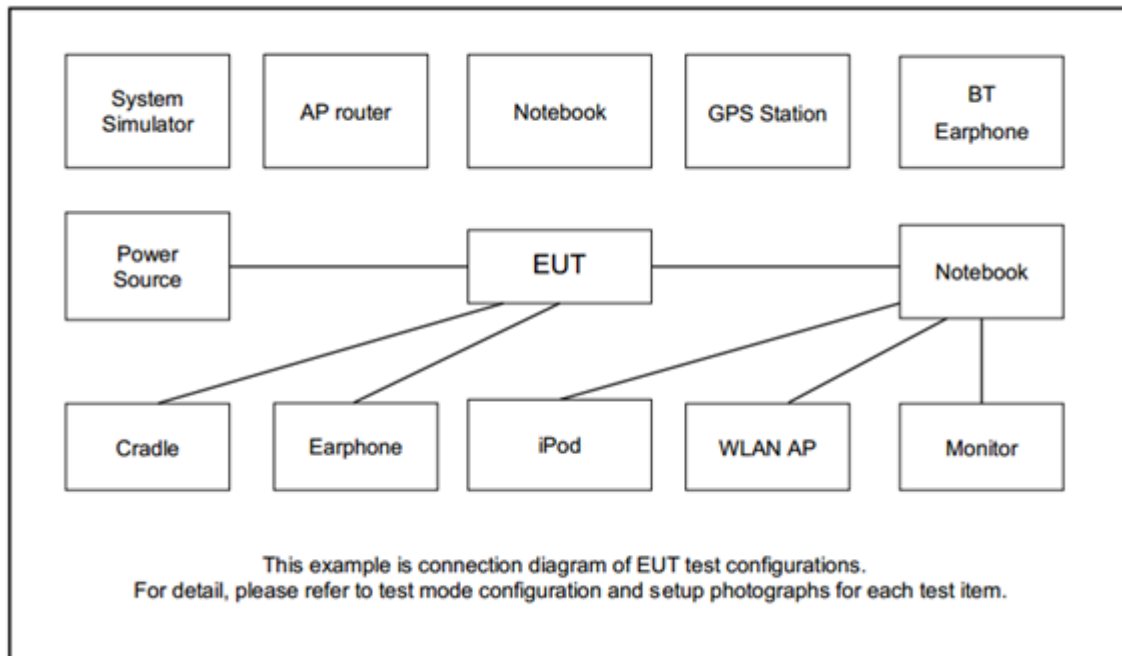 System
Simulator
AP router
Notebook
GPS Station
BT
Earphone
Power
Source
EUT
Notebook
Cradle
Earphone
iPod
WLAN AP
Monitor
This example is connection diagram of EUT test configurations.
For detail, please refer to test mode configuration and setup photographs for each test item.